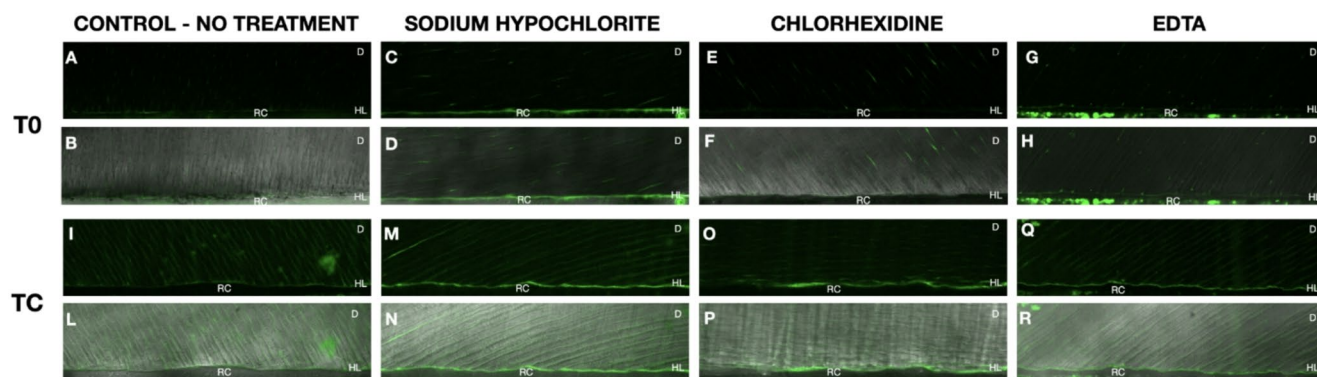 CONTROL - NO TREATMENT SODIUM HYPOCHLORITE CHLORHEXIDINE EDTA
T0
A D RC HL C D RC HL E D RC HL G D RC HL
B D RC HL D D RC HL F D RC HL H D RC HL
TC
I D RC HL M D RC HL O D RC HL Q D RC HL
L D RC HL N D RC HL P D RC HL R D RC HL